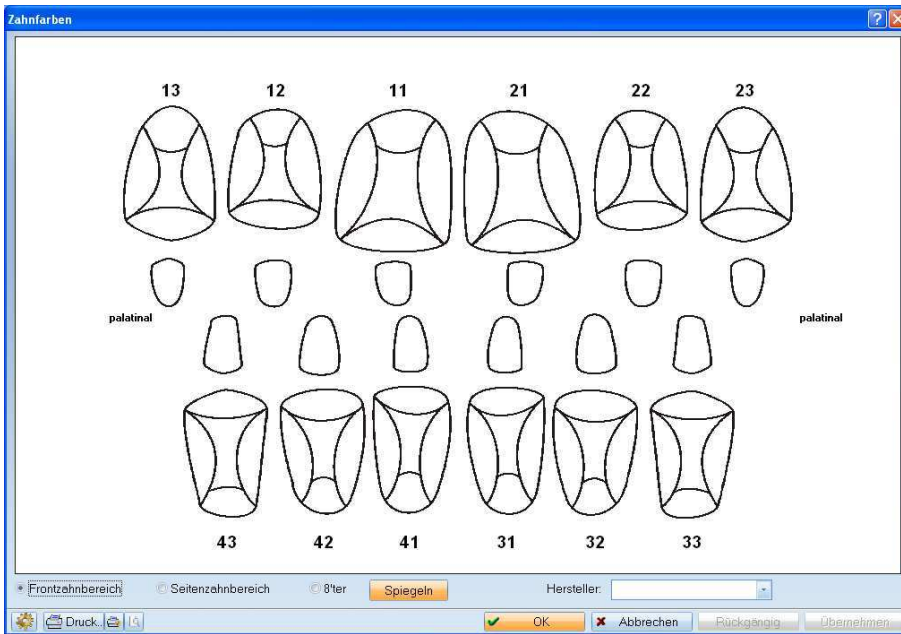 Zahnfarben
13 12 11 21 22 23
palatinal palatinal
43 42 41 31 32 33
Frontzahnbereich Seitenzahnbereich 8'ter Spiegeln Hersteller:
Druck.. OK Abbrechen Rückgängig Übernehmen